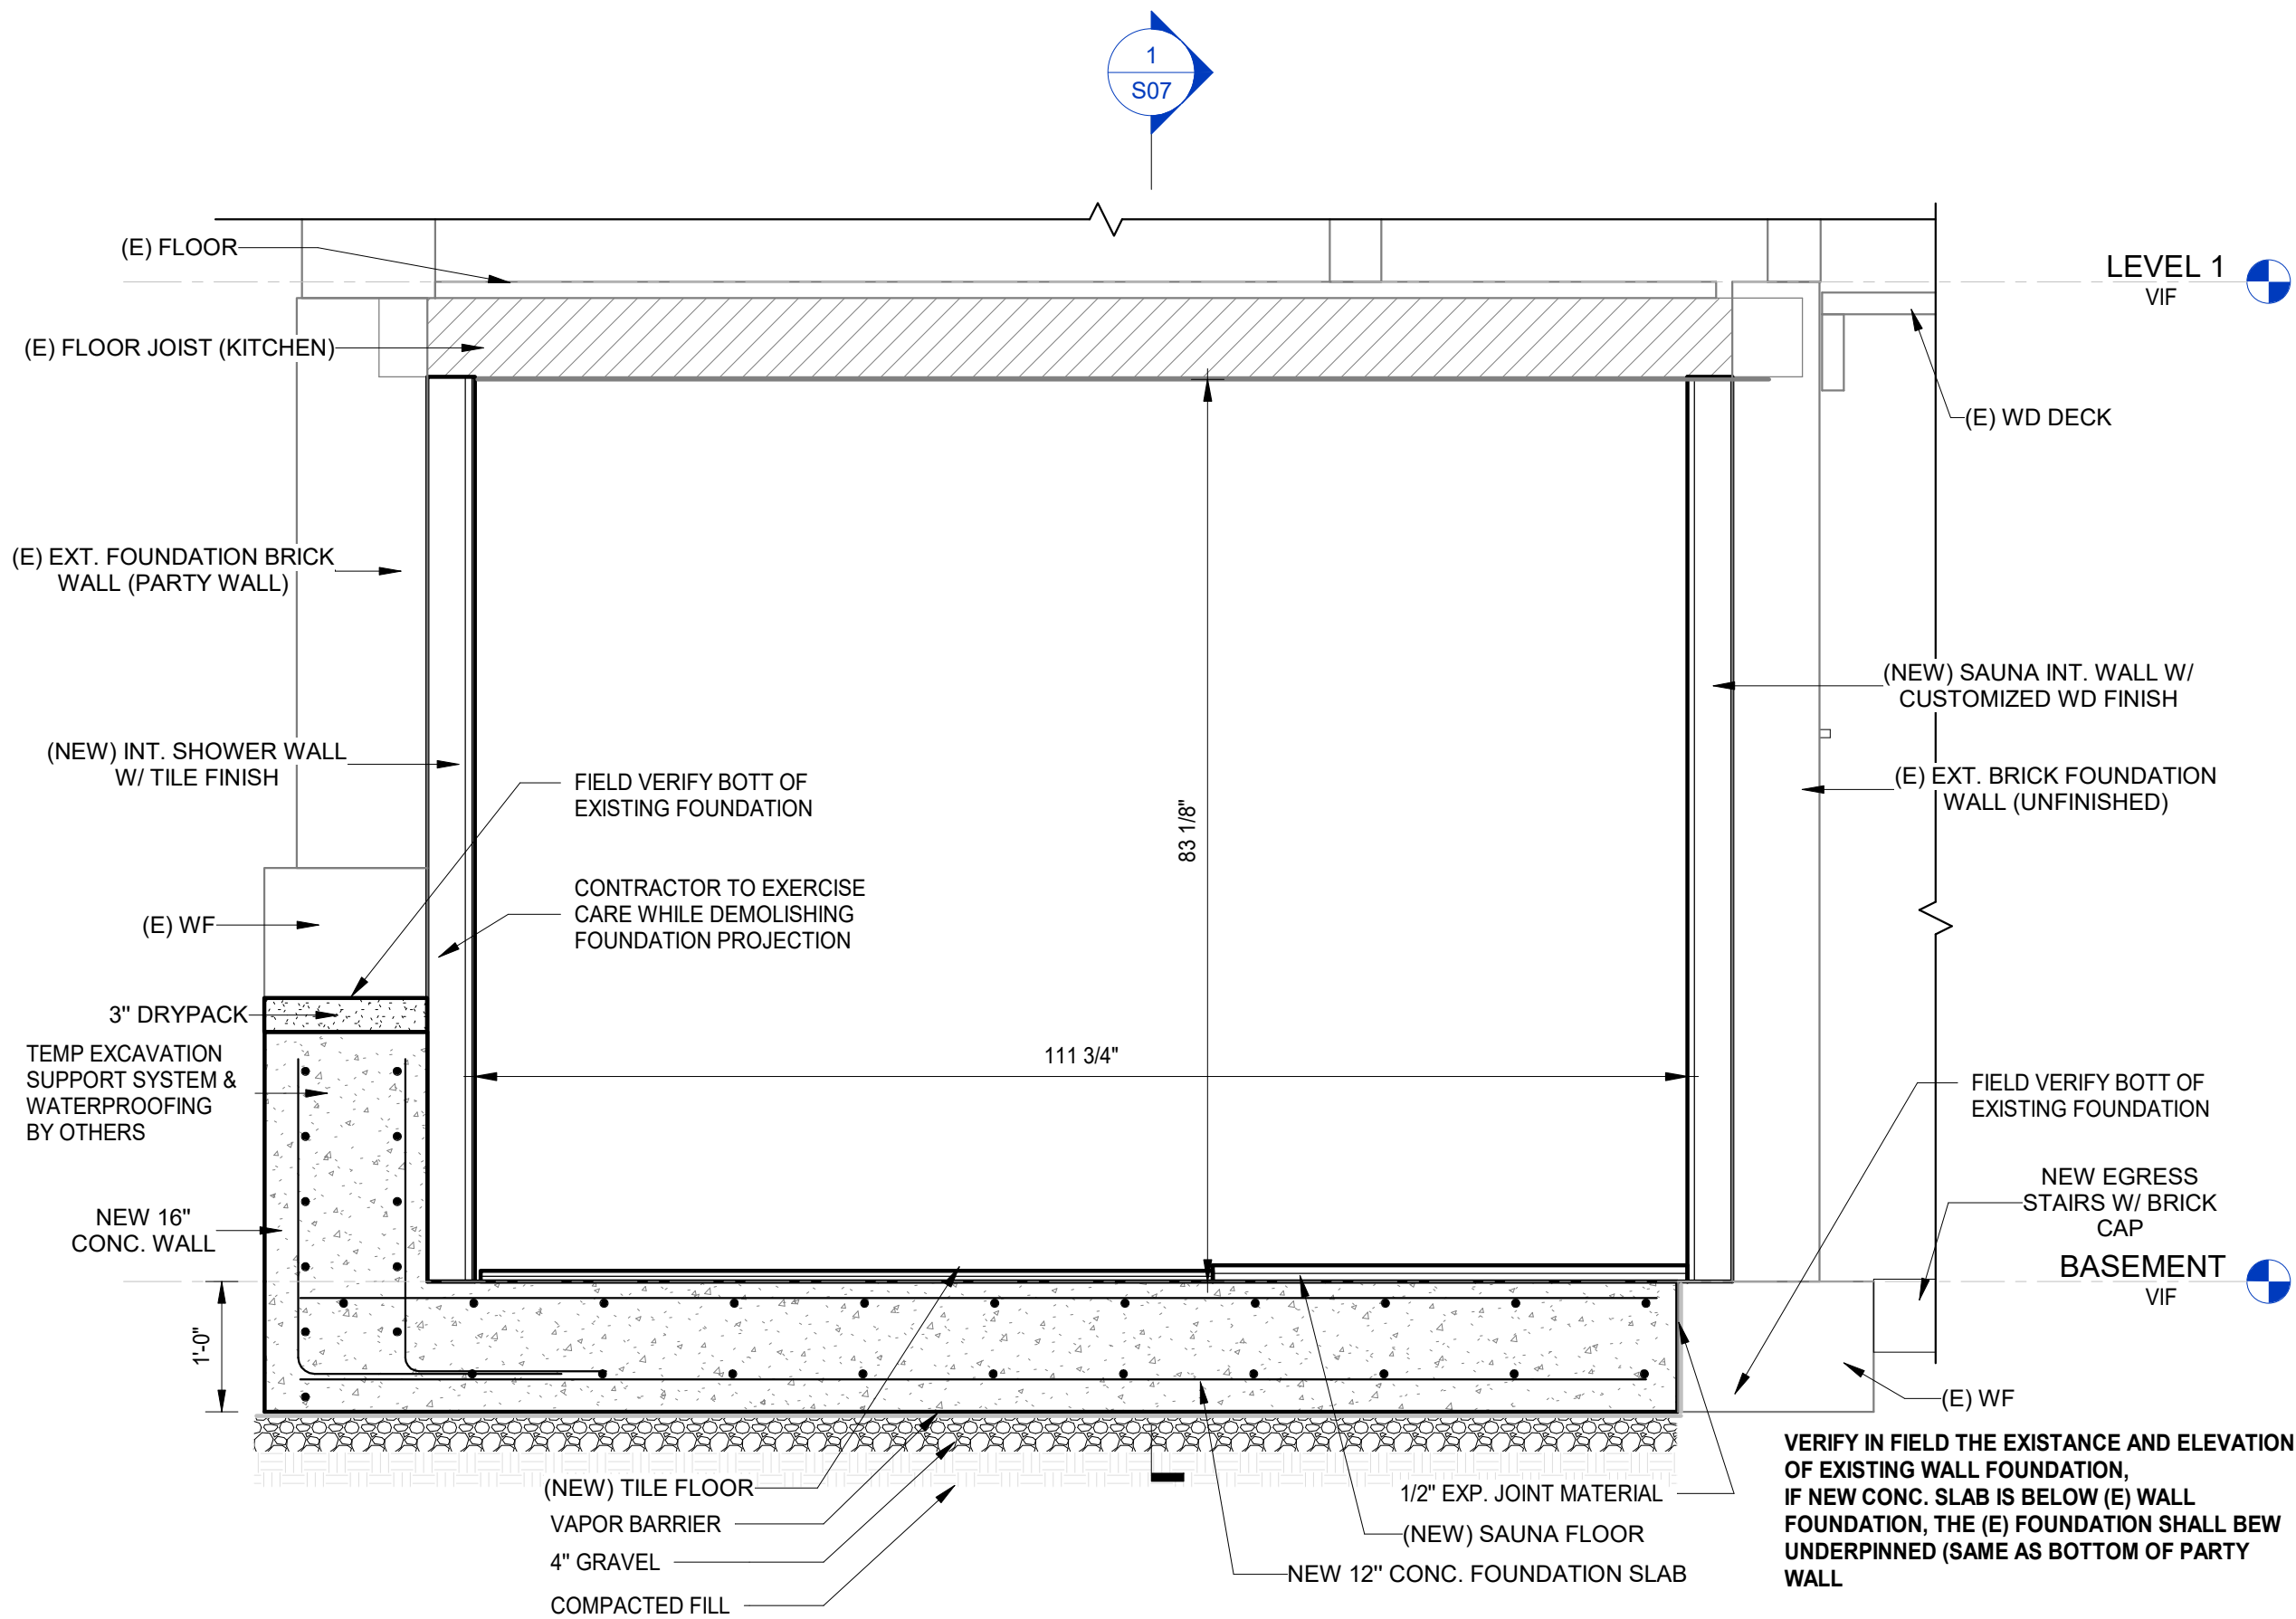 1
S07
(E) FLOOR
LEVEL 1
VIF
(E) FLOOR JOIST (KITCHEN)
(E) WD DECK
(E) EXT. FOUNDATION BRICK
WALL (PARTY WALL)
(NEW) SAUNA INT. WALL W/
CUSTOMIZED WD FINISH
(NEW) INT. SHOWER WALL
W/ TILE FINISH
FIELD VERIFY BOTT OF
EXISTING FOUNDATION
(E) EXT. BRICK FOUNDATION
WALL (UNFINISHED)
83 1/8"
CONTRACTOR TO EXERCISE
CARE WHILE DEMOLISHING
FOUNDATION PROJECTION
(E) WF
3" DRYPACK
TEMP EXCAVATION
SUPPORT SYSTEM &
WATERPROOFING
BY OTHERS
111 3/4"
FIELD VERIFY BOTT OF
EXISTING FOUNDATION
NEW 16"
CONC. WALL
NEW EGRESS
STAIRS W/ BRICK
CAP
BASEMENT
VIF
1'-0"
(E) WF
(NEW) TILE FLOOR
VAPOR BARRIER
4" GRAVEL
COMPACTED FILL
1/2" EXP. JOINT MATERIAL
(NEW) SAUNA FLOOR
NEW 12" CONC. FOUNDATION SLAB
VERIFY IN FIELD THE EXISTANCE AND ELEVATION
OF EXISTING WALL FOUNDATION,
IF NEW CONC. SLAB IS BELOW (E) WALL
FOUNDATION, THE (E) FOUNDATION SHALL BEW
UNDERPINNED (SAME AS BOTTOM OF PARTY
WALL